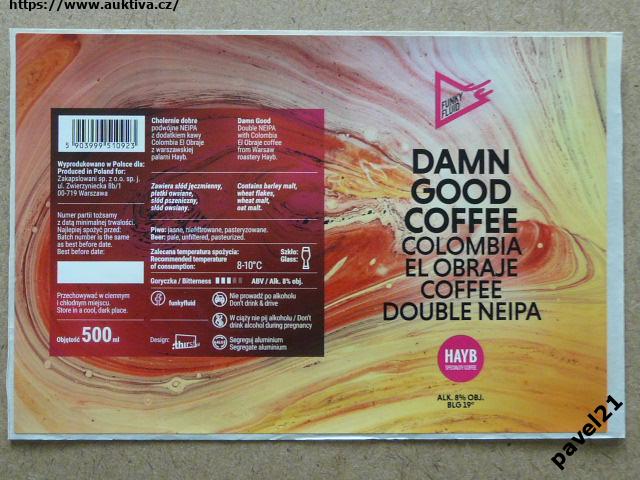 https://www.auktiva.cz/
5 903999 510923
Wyprodukowano w Polsce dla:
Produced in Poland for:
Zakapslowani sp. z o.o. sp. j.
ul. Zwierzyniecka 8b/1
00-719 Warszawa
Numer partii tożsamy
z datą minimalnej trwałości.
Najlepiej spożyć przed:
Batch number is the same
as best before date.
Best before date:
Przechowywać w ciemnym
i chłodnym miejscu.
Store in a cool, dark place.
Objętość 500 ml
Cholernie dobre
podwójne NEIPA
z dodatkiem kawy
Colombia El Obraje
z warszawskiej
palarni Hayb.
Damn Good
Double NEIPA
with Colombia
El Obraje coffee
from Warsaw
roastery Hayb.
Zawiera słód jęczmienny,
płatki owsiane,
słód pszeniczny,
słód owsiany.
Contains barley malt,
wheat flakes,
wheat malt,
oat malt.
Piwo: jasne, niefiltrowane, pasteryzowane.
Beer: pale, unfiltered, pasteurized.
Zalecana temperatura spożycia:
Recommended temperature
of consumption:
8-10°C
Szkło:
Glass:
Goryczka / Bitterness
ABV / Alk. 8% obj.
funkyfluid
Nie prowadź po alkoholu
Don't drink & drive
W ciąży nie pij alkoholu / Don't
drink alcohol during pregnancy
Design:
Segreguj aluminium
Segregate aluminium
FUNKY
FLUID
DAMN
GOOD
COFFEE
COLOMBIA
EL OBRAJE
COFFEE
DOUBLE NEIPA
HAYB
SPECIALITY COFFEE
ALK. 8% OBJ.
BLG 19°
pavel21